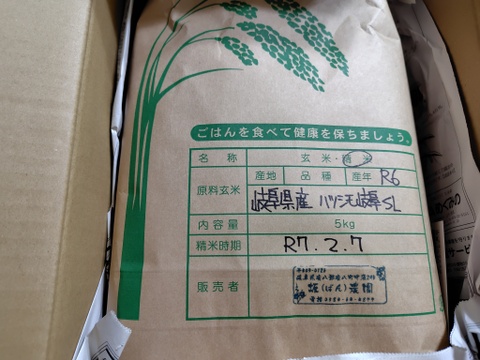 ごはんを食べて健康を保ちましょう。
名称 玄米・精米
原料玄米 産地 品種 産年 R6
岐阜県産 ハツシモ岐阜SL
内容量 5kg
精米時期 R7.2.7
販売者
(ばん)農園